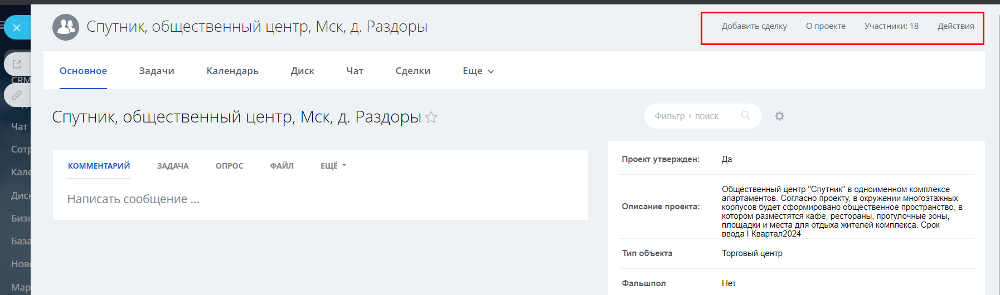 Спутник, общественный центр, Мск, д. Раздоры
Добавить сделку О проекте Участники: 18 Действия
Основное Задачи Календарь Диск Чат Сделки Еще
CRM
Чат
Сотр
Кале
Диск
Бизн
База
Ново
Мар
Спутник, общественный центр, Мск, д. Раздоры
Фильтр + поиск
КОММЕНТАРИЙ ЗАДАЧА ОПРОС ФАЙЛ ЕЩЁ
Написать сообщение ...
Проект утвержден: Да
Описание проекта:
Общественный центр "Спутник" в одноименном комплексе
апартаментов. Согласно проекту, в окружении многоэтажных
корпусов будет сформировано общественное пространство, в
котором разместятся кафе, рестораны, прогулочные зоны,
площадки и места для отдыха жителей комплекса. Срок
ввода I Квартал2024
Тип объекта Торговый центр
Фальшпол Нет